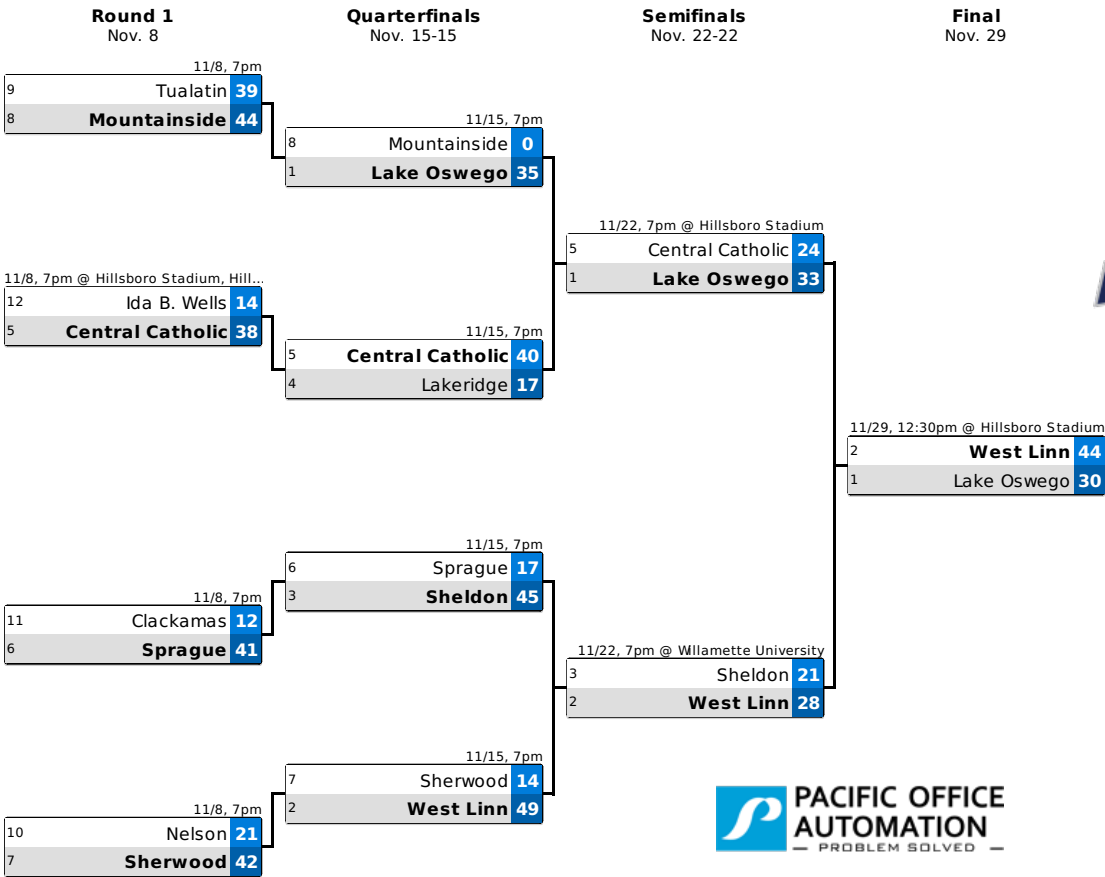 Round 1
Nov. 8
Quarterfinals
Nov. 15-15
Semifinals
Nov. 22-22
Final
Nov. 29
11/8, 7pm
9 Tualatin 39
8 Mountainside 44
11/15, 7pm
8 Mountainside 0
1 Lake Oswego 35
11/22, 7pm @ Hillsboro Stadium
5 Central Catholic 24
1 Lake Oswego 33
11/8, 7pm @ Hillsboro Stadium, Hill...
12 Ida B. Wells 14
5 Central Catholic 38
11/15, 7pm
5 Central Catholic 40
4 Lakeridge 17
11/29, 12:30pm @ Hillsboro Stadium
2 West Linn 44
1 Lake Oswego 30
11/15, 7pm
6 Sprague 17
3 Sheldon 45
11/8, 7pm
11 Clackamas 12
6 Sprague 41
11/22, 7pm @ Willamette University
3 Sheldon 21
2 West Linn 28
11/15, 7pm
7 Sherwood 14
2 West Linn 49
11/8, 7pm
10 Nelson 21
7 Sherwood 42
PACIFIC OFFICE
AUTOMATION
PROBLEM SOLVED